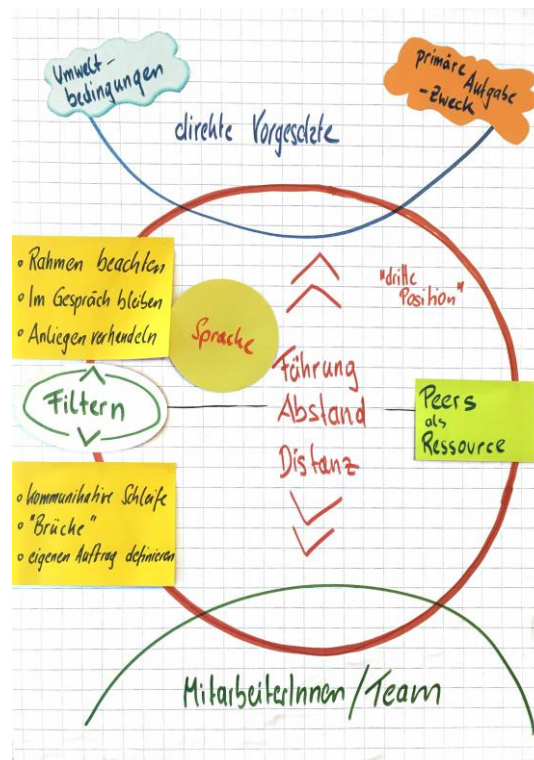 Umwelt-
bedingungen
primäre
Aufgabe
-Zweck
direkte Vorgesetzte
• Rahmen beachten
• Im Gespräch bleiben
• Anliegen verhandeln
Sprache
"dritte
Position"
Filtern
Führung
Abstand
Distanz
Peers
als
Ressource
• kommunikative Schleife
• "Brücke"
• eigenen Auftrag definieren
MitarbeiterInnen/Team